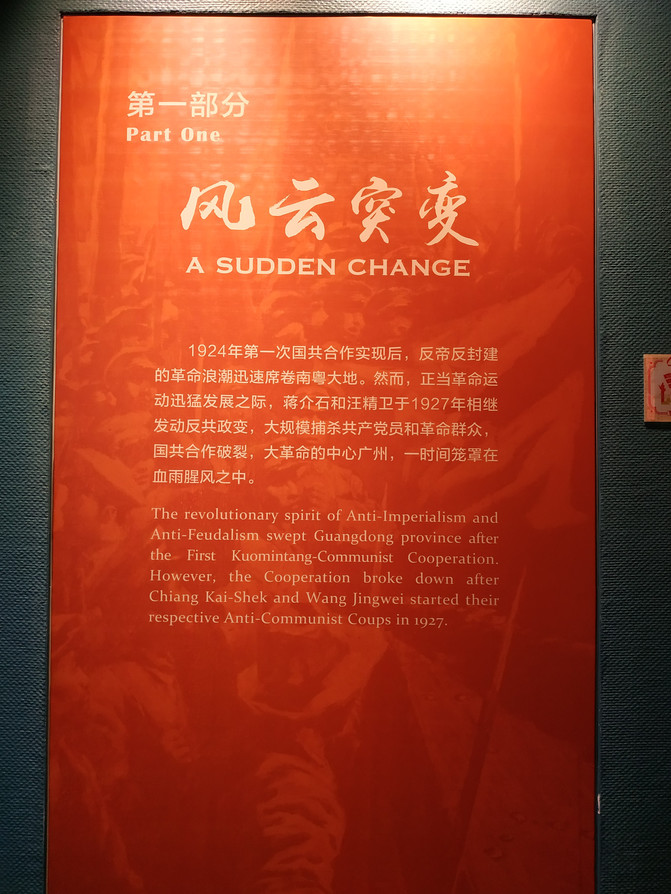 第一部分
Part One
风云突变
A SUDDEN CHANGE
1924年第一次国共合作实现后，反帝反封建
的革命浪潮迅速席卷南粤大地。然而，正当革命运
动迅猛发展之际，蒋介石和汪精卫于1927年相继
发动反共政变，大规模捕杀共产党员和革命群众，
国共合作破裂，大革命的中心广州，一时间笼罩在
血雨腥风之中。
The revolutionary spirit of Anti-Imperialism and
Anti-Feudalism swept Guangdong province after
the First Kuomintang-Communist Cooperation.
However, the Cooperation broke down after
Chiang Kai-Shek and Wang Jingwei started their
respective Anti-Communist Coups in 1927.